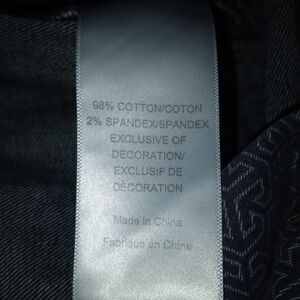 98% COTTON/COTON
2% SPANDEX/SPANDEX
EXCLUSIVE OF
DECORATION/
EXCLUSIF DE
DÉCORATION
Made in China
Fabriqué en Chine